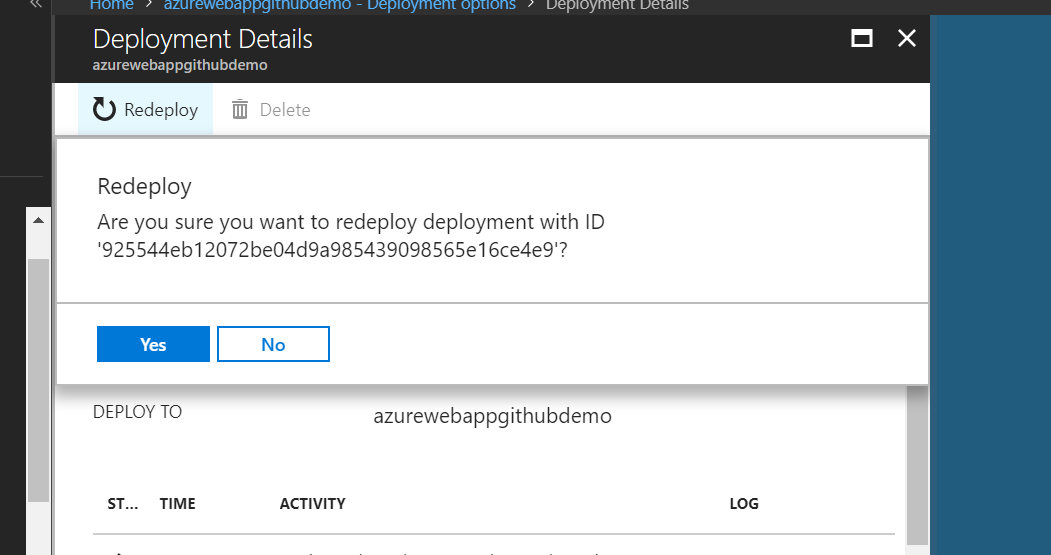 Home > azurewebappgithubdemo - Deployment options > Deployment Details
Deployment Details
azurewebappgithubdemo
Redeploy Delete
Redeploy
Are you sure you want to redeploy deployment with ID
'925544eb12072be04d9a985439098565e16ce4e9'?
Yes No
DEPLOY TO azurewebappgithubdemo
ST... TIME ACTIVITY LOG